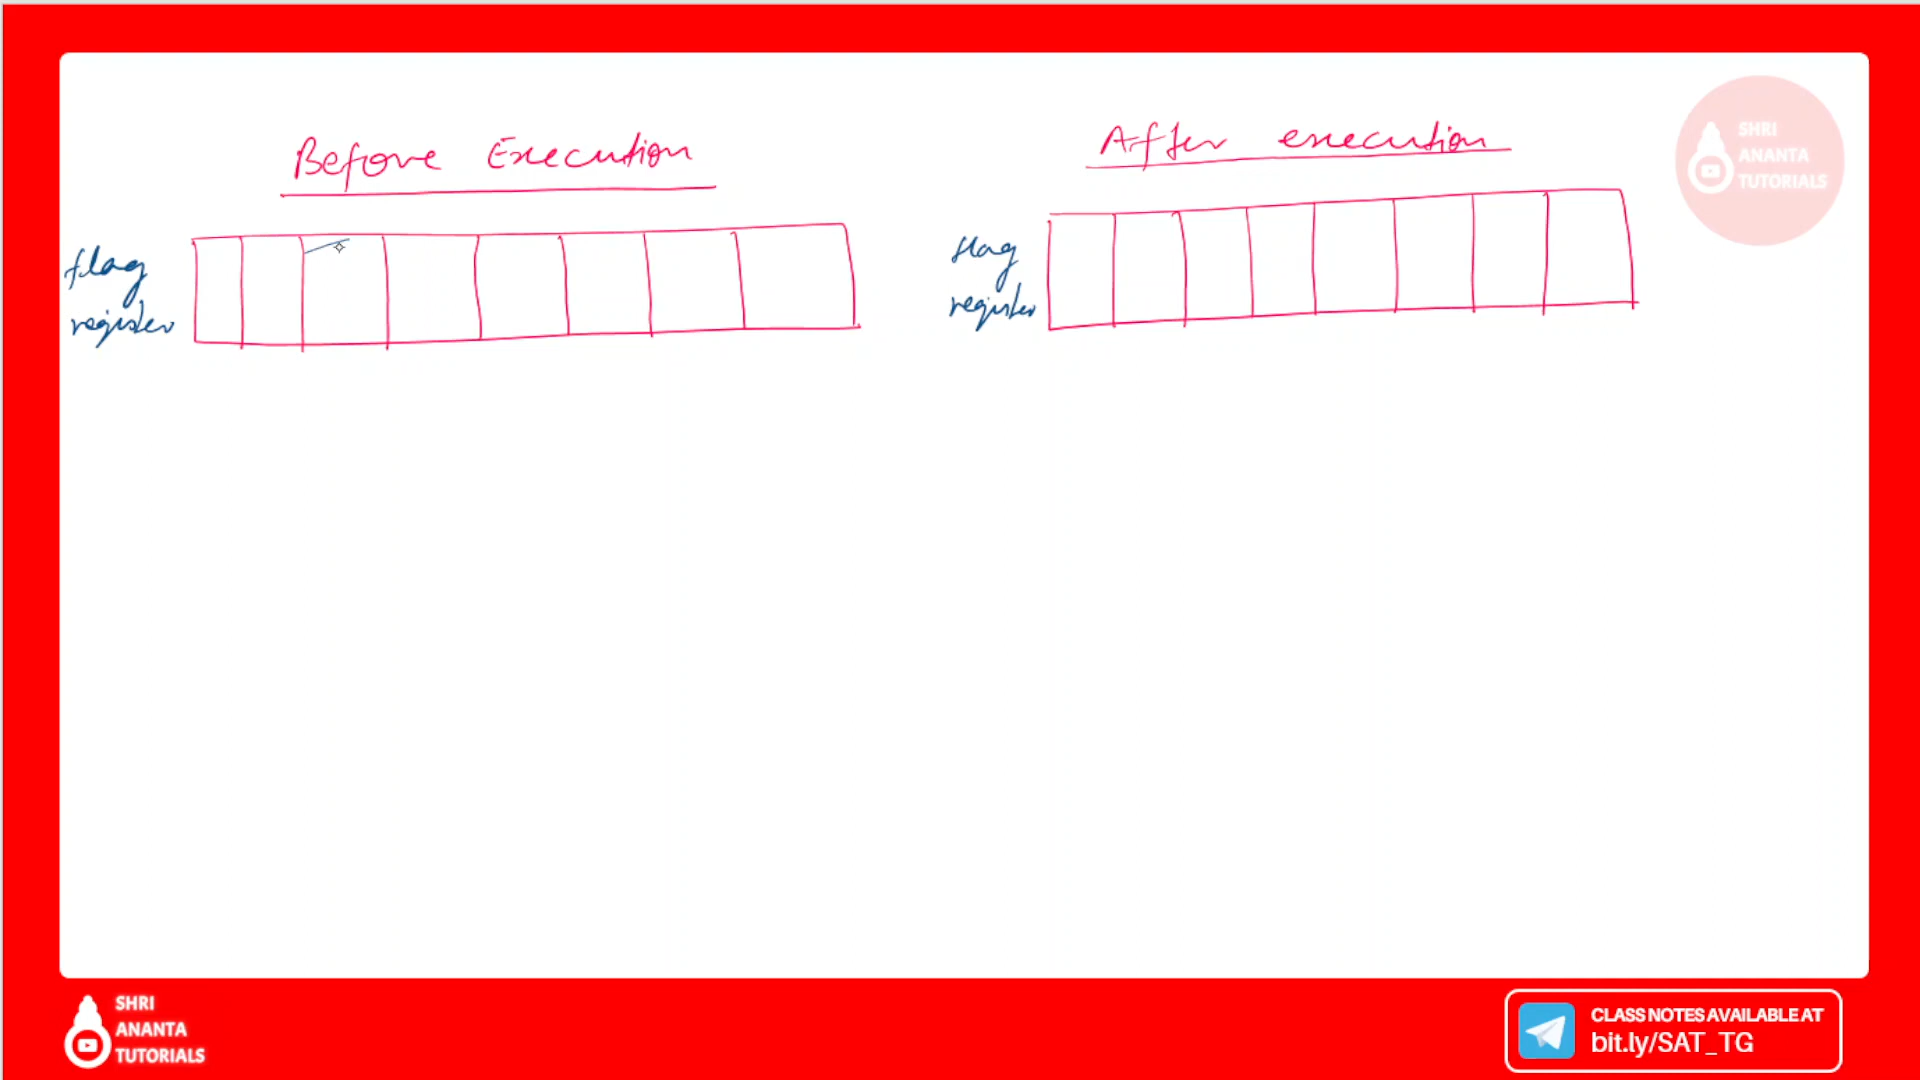 Before Execution
After execution
SHRI
ANANTA
TUTORIALS
flag
register
flag
register
SHRI
ANANTA
TUTORIALS
CLASS NOTES AVAILABLE AT
bit.ly/SAT_TG